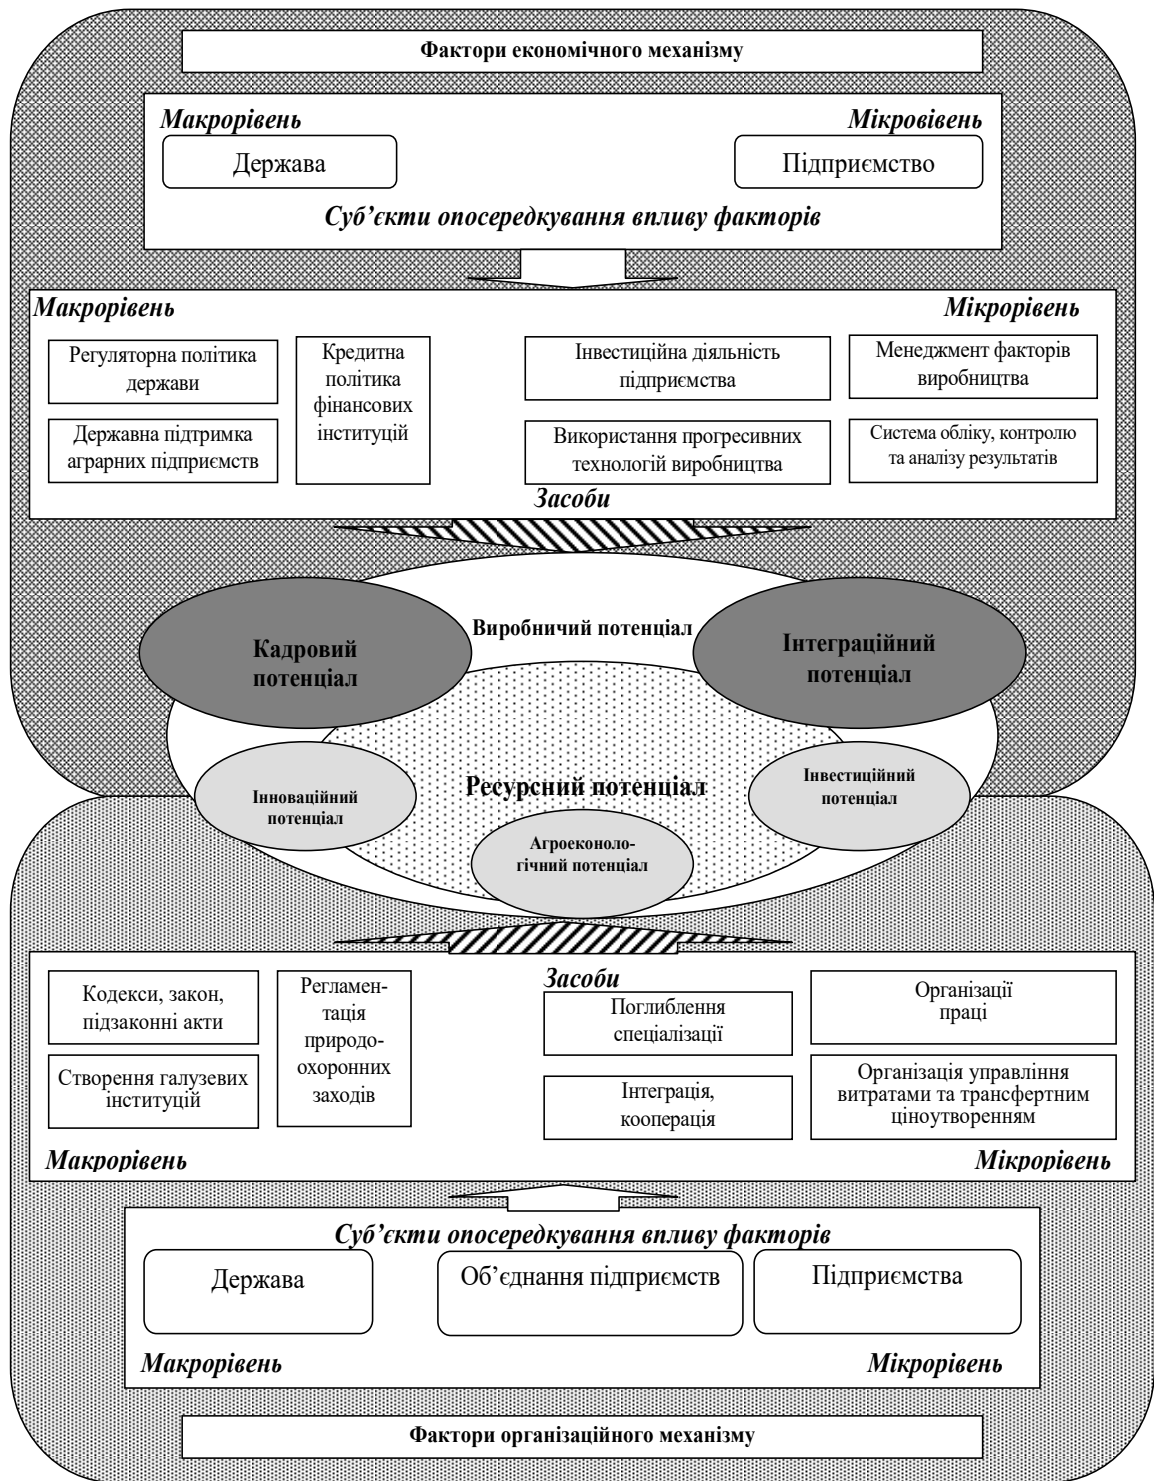 Фактори економічного механізму
Макрорівень
Мікровівень
Держава
Підприємство
Суб’єкти опосередкування впливу факторів
Макрорівень
Мікрорівень
Регуляторна політика
держави
Кредитна
політика
фінансових
інституцій
Інвестиційна діяльність
підприємства
Менеджмент факторів
виробництва
Державна підтримка
аграрних підприємств
Використання прогресивних
технологій виробництва
Система обліку, контролю
та аналізу результатів
Засоби
Виробничий потенціал
Кадровий
потенціал
Інтеграційний
потенціал
Ресурсний потенціал
Інноваційний
потенціал
Інвестиційний
потенціал
Агроеконоло-
гічний потенціал
Засоби
Кодекси, закон,
підзаконні акти
Регламен-
тація
природо-
охоронних
заходів
Поглиблення
спеціалізації
Організації
праці
Створення галузевих
інституцій
Інтеграція,
кооперація
Організація управління
витратами та трансфертним
ціноутворенням
Макрорівень
Мікрорівень
Суб’єкти опосередкування впливу факторів
Держава
Об’єднання підприємств
Підприємства
Макрорівень
Мікрорівень
Фактори організаційного механізму